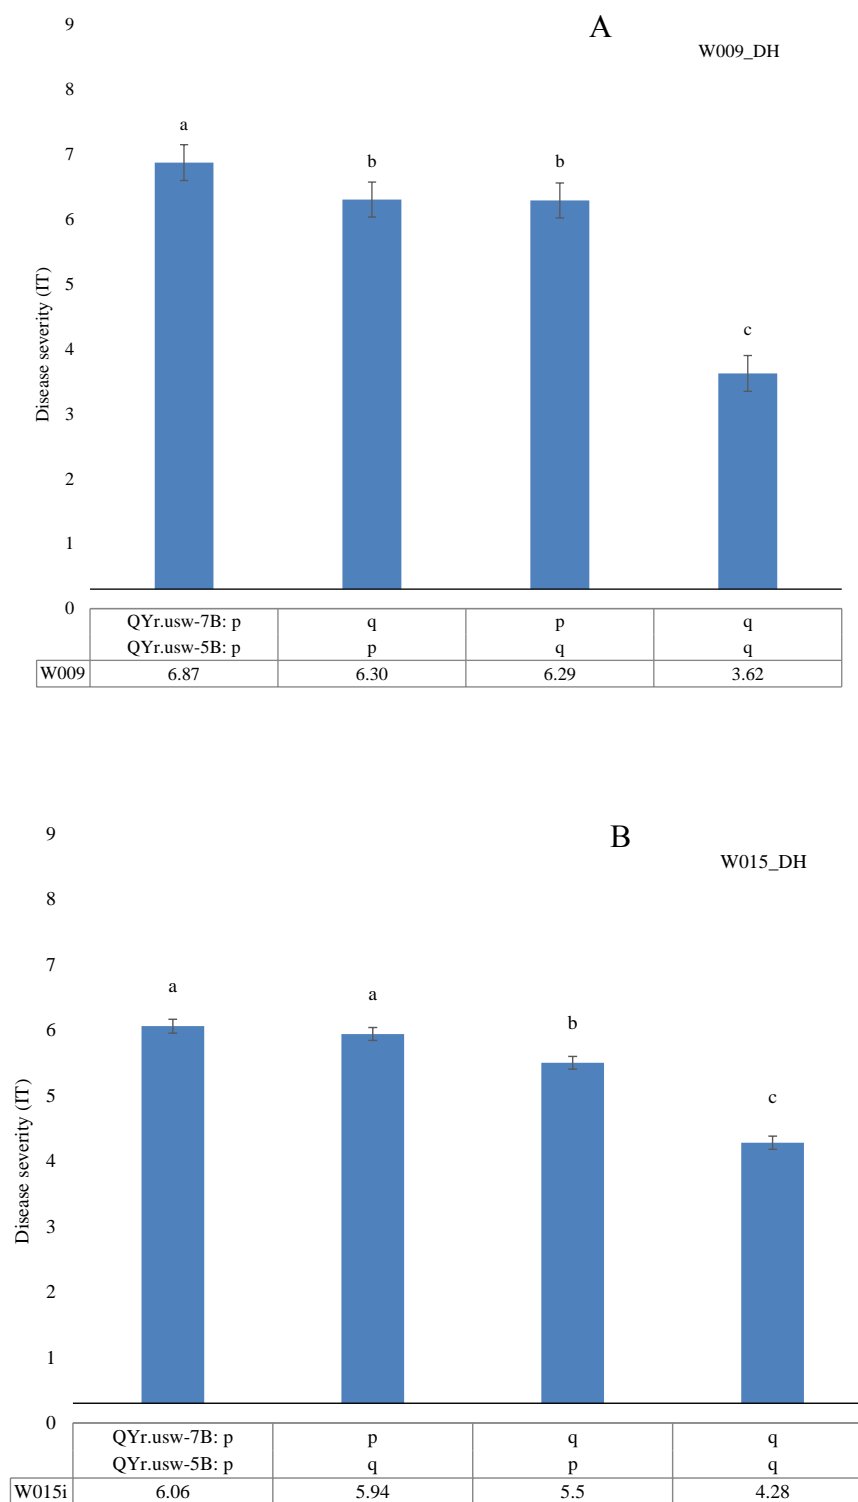 9
A
W009_DH
8
a
7
b
b
6
5
c
4
3
2
1
0
Disease severity (IT)
QYr.usw-7B: p q p q
QYr.usw-5B: p p q q
W009 6.87 6.30 6.29 3.62
9
B
W015_DH
8
7
a
a
b
6
5
c
4
3
2
1
0
Disease severity (IT)
QYr.usw-7B: p p q q
QYr.usw-5B: p q p q
W015i 6.06 5.94 5.5 4.28